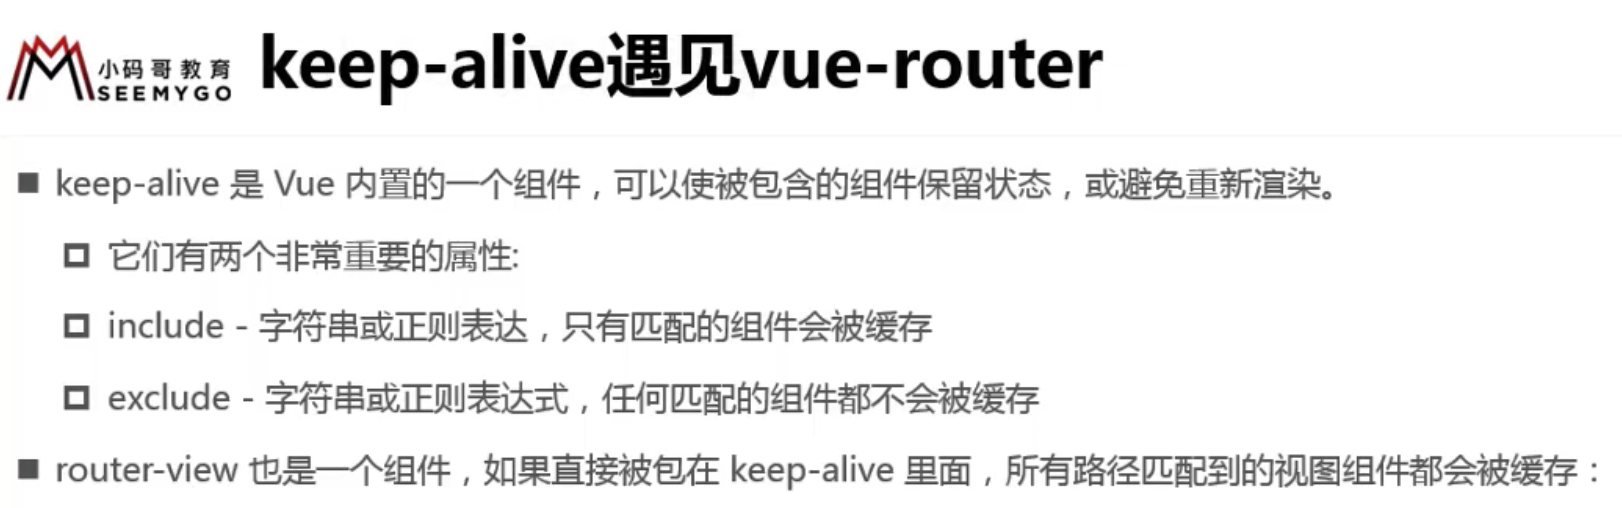 小码哥教育
SEEMYGO
keep-alive遇见vue-router
keep-alive 是 Vue 内置的一个组件，可以使被包含的组件保留状态，或避免重新渲染。
它们有两个非常重要的属性:
include - 字符串或正则表达，只有匹配的组件会被缓存
exclude - 字符串或正则表达式，任何匹配的组件都不会被缓存
router-view 也是一个组件，如果直接被包在 keep-alive 里面，所有路径匹配到的视图组件都会被缓存：